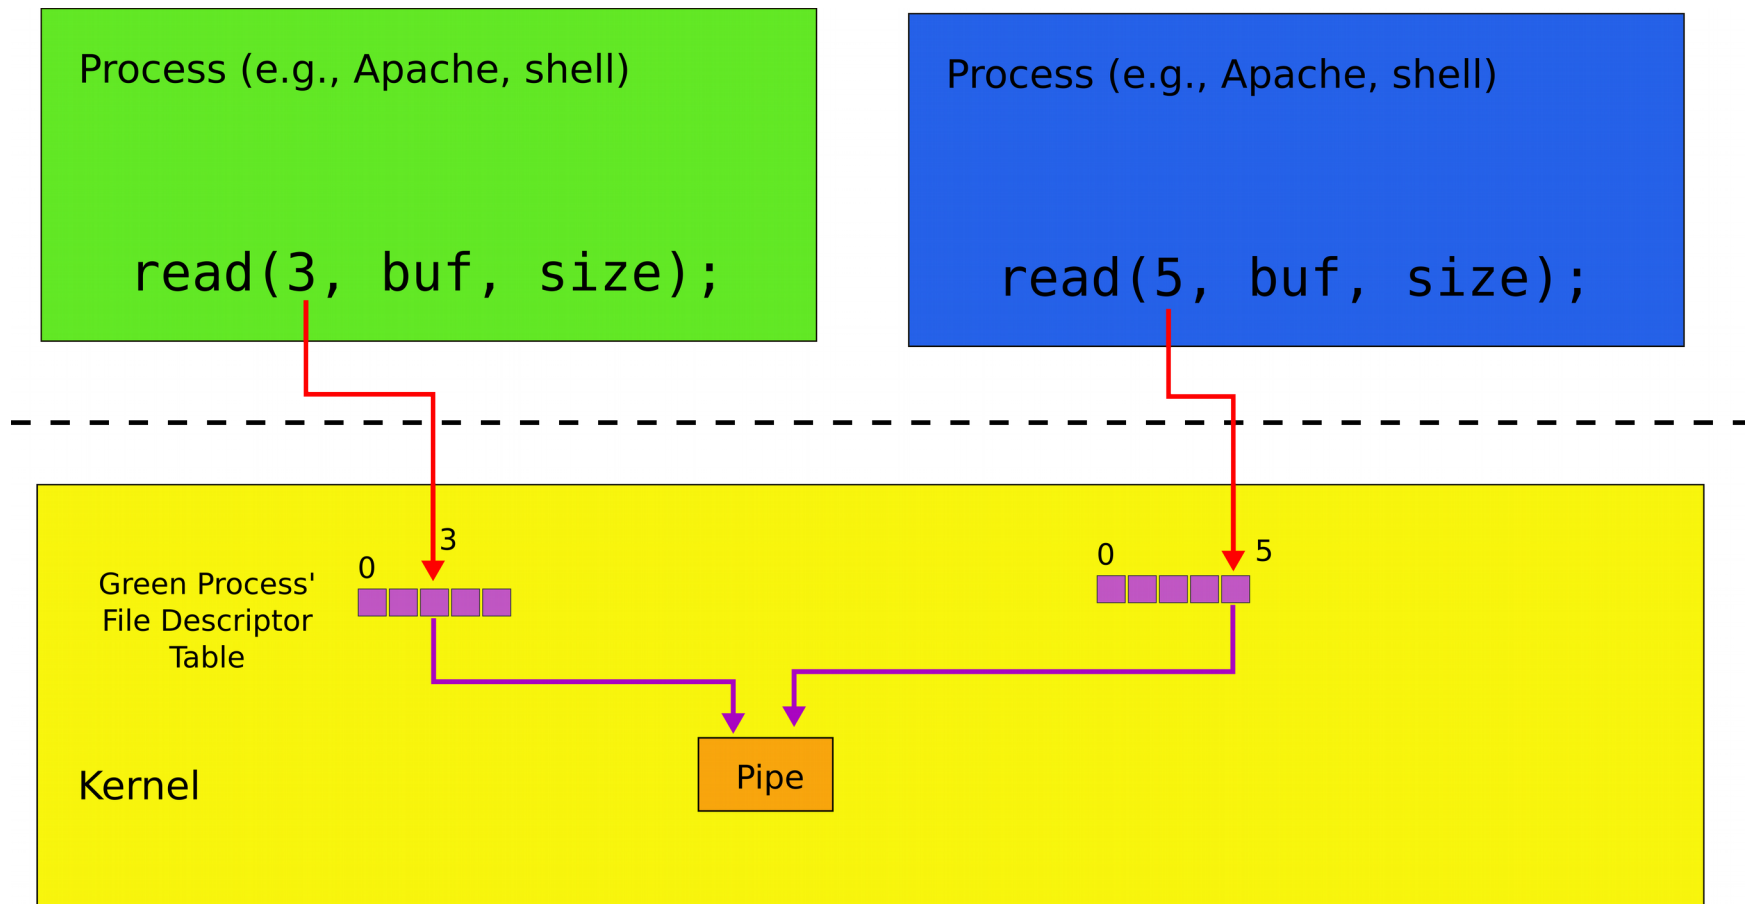 Process (e.g., Apache, shell)
read(3, buf, size);
Process (e.g., Apache, shell)
read(5, buf, size);
0
3
Green Process'
File Descriptor
Table
0
5
Kernel
Pipe